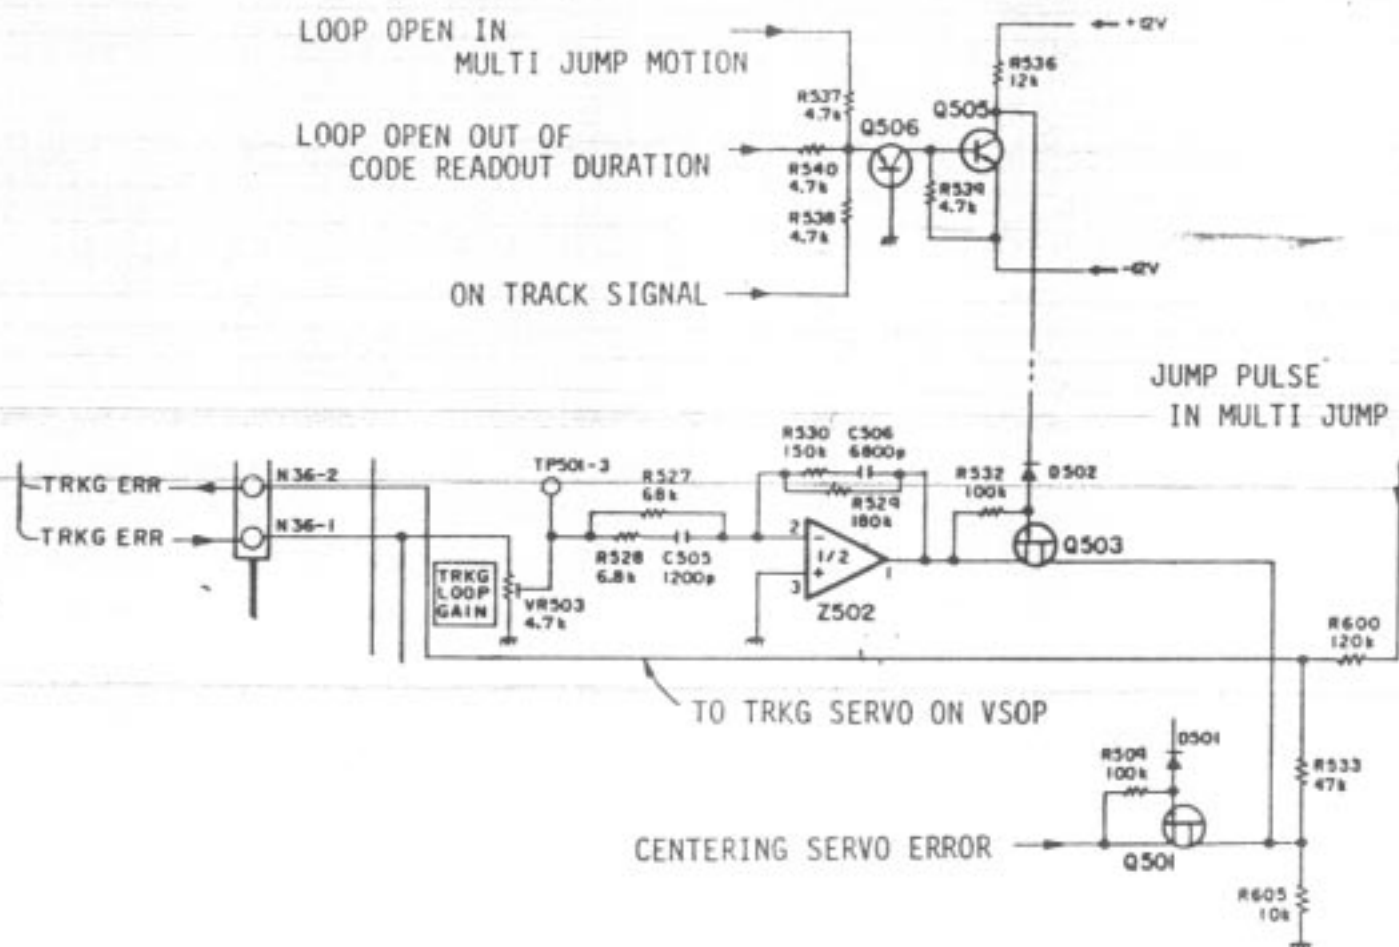 LOOP OPEN IN
MULTI JUMP MOTION
LOOP OPEN OUT OF
CODE READOUT DURATION
ON TRACK SIGNAL
R537
4.7k
R540
4.7k
R538
4.7k
Q506
Q505
R539
4.7k
R536
12k
+12V
-12V
JUMP PULSE
IN MULTI JUMP
TRKG ERR
N36-2
TRKG ERR
N36-1
TRKG
LOOP
GAIN
VR503
4.7k
TP501-3
R527
68k
R528
6.8k
C505
1200p
R530
150k
C506
6800p
R529
180k
2
-
1/2
+
3
1
Z502
R532
100k
D502
Q503
R600
120k
TO TRKG SERVO ON VSOP
R509
100k
D501
R533
47k
CENTERING SERVO ERROR
Q501
R605
10k